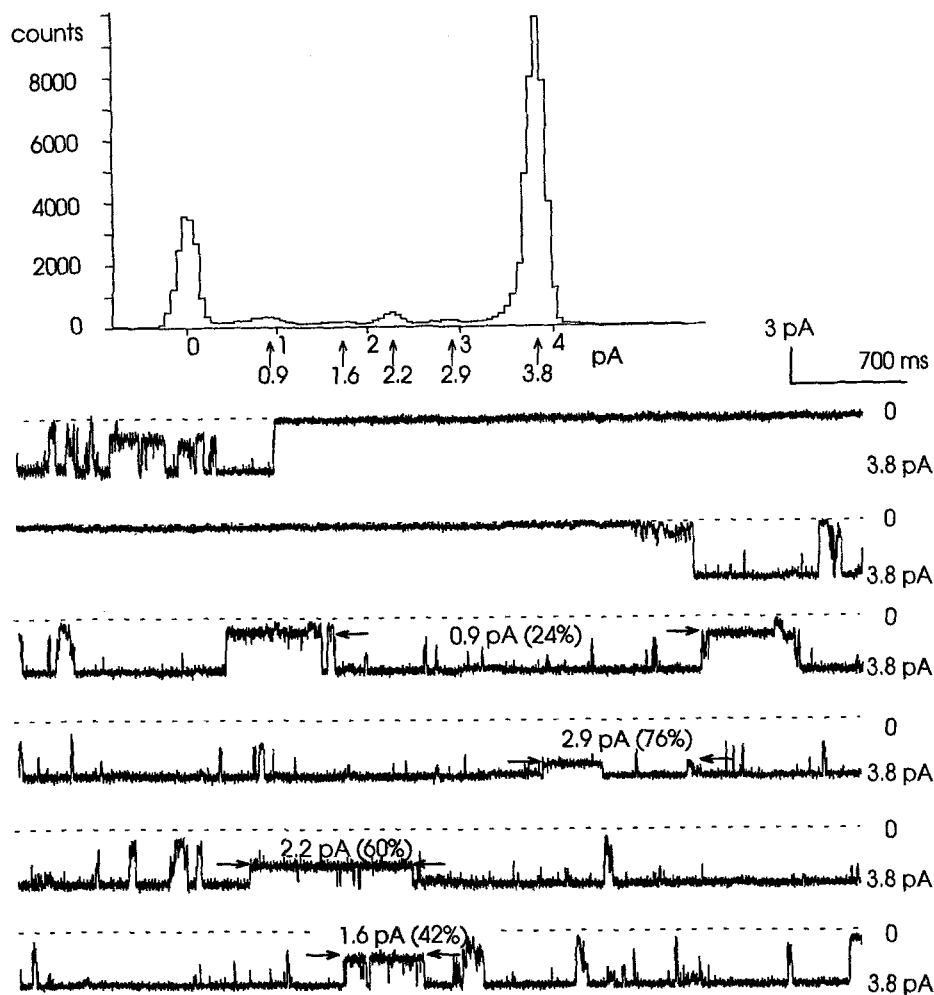 counts
8000
6000
4000
2000
0
0 1 2 3 4 pA
0.9 1.6 2.2 2.9 3.8
3 pA
700 ms
0
3.8 pA
0
3.8 pA
0
0.9 pA (24%)
3.8 pA
0
2.9 pA (76%)
3.8 pA
0
2.2 pA (60%)
3.8 pA
0
1.6 pA (42%)
3.8 pA